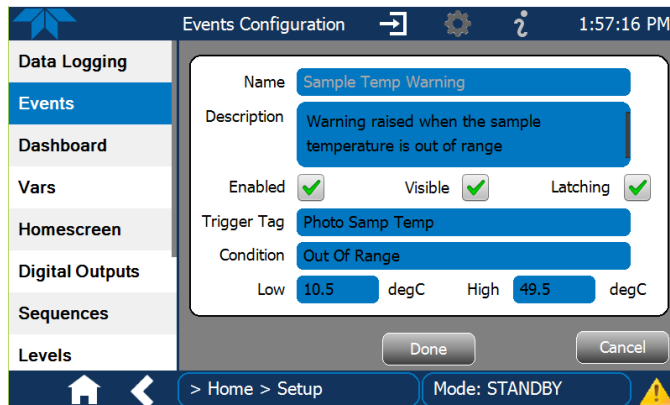 Events Configuration 1:57:16 PM
Data Logging
Events
Dashboard
Vars
Homescreen
Digital Outputs
Sequences
Levels
Name Sample Temp Warning
Description Warning raised when the sample
temperature is out of range
Enabled Visible Latching
Trigger Tag Photo Samp Temp
Condition Out Of Range
Low 10.5 degC High 49.5 degC
Done Cancel
> Home > Setup Mode: STANDBY